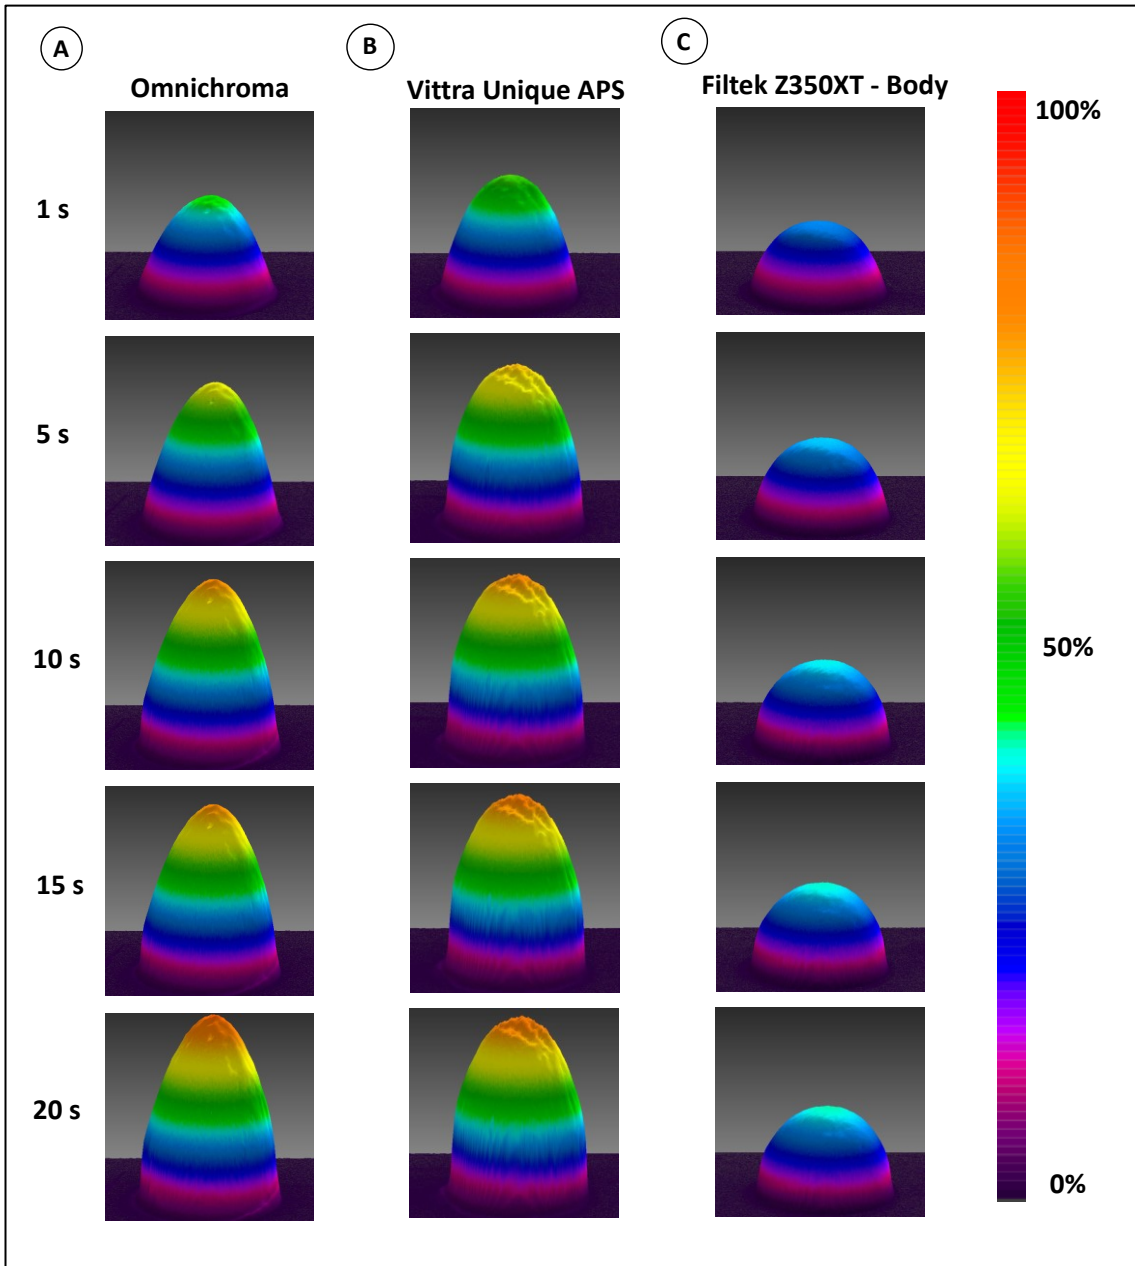 A
B
C
Omnichroma
Vittra Unique APS
Filtek Z350XT - Body
100%
1 s
5 s
50%
10 s
15 s
20 s
0%